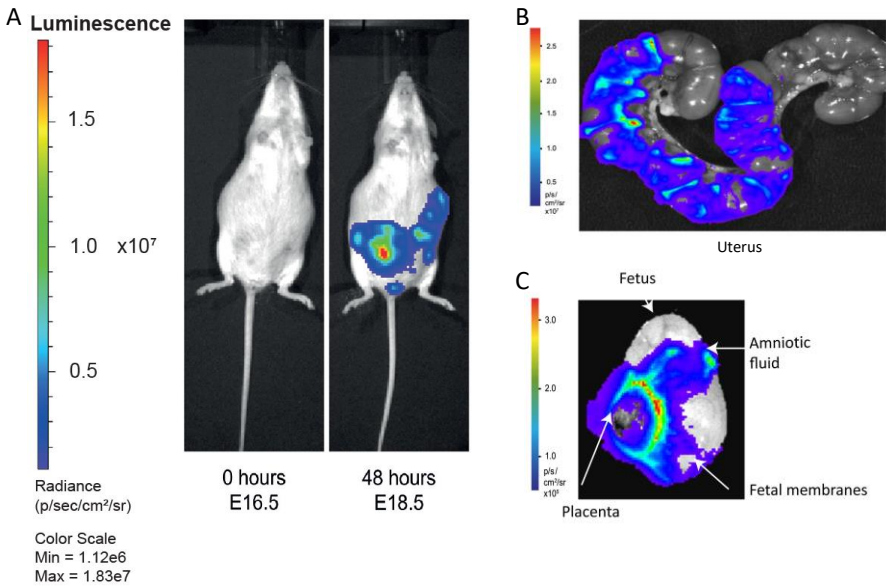 A
Luminescence
1.5
1.0 x10⁷
0.5
Radiance
(p/sec/cm²/sr)
Color Scale
Min = 1.12e6
Max = 1.83e7
0 hours
E16.5
48 hours
E18.5
B
2.5
2.0
1.5
1.0
0.5
p/s/
cm²/sr
x10⁷
Uterus
C
Fetus
3.0
2.0
1.0
p/s/
cm²/sr
x10⁶
Amniotic
fluid
Fetal membranes
Placenta